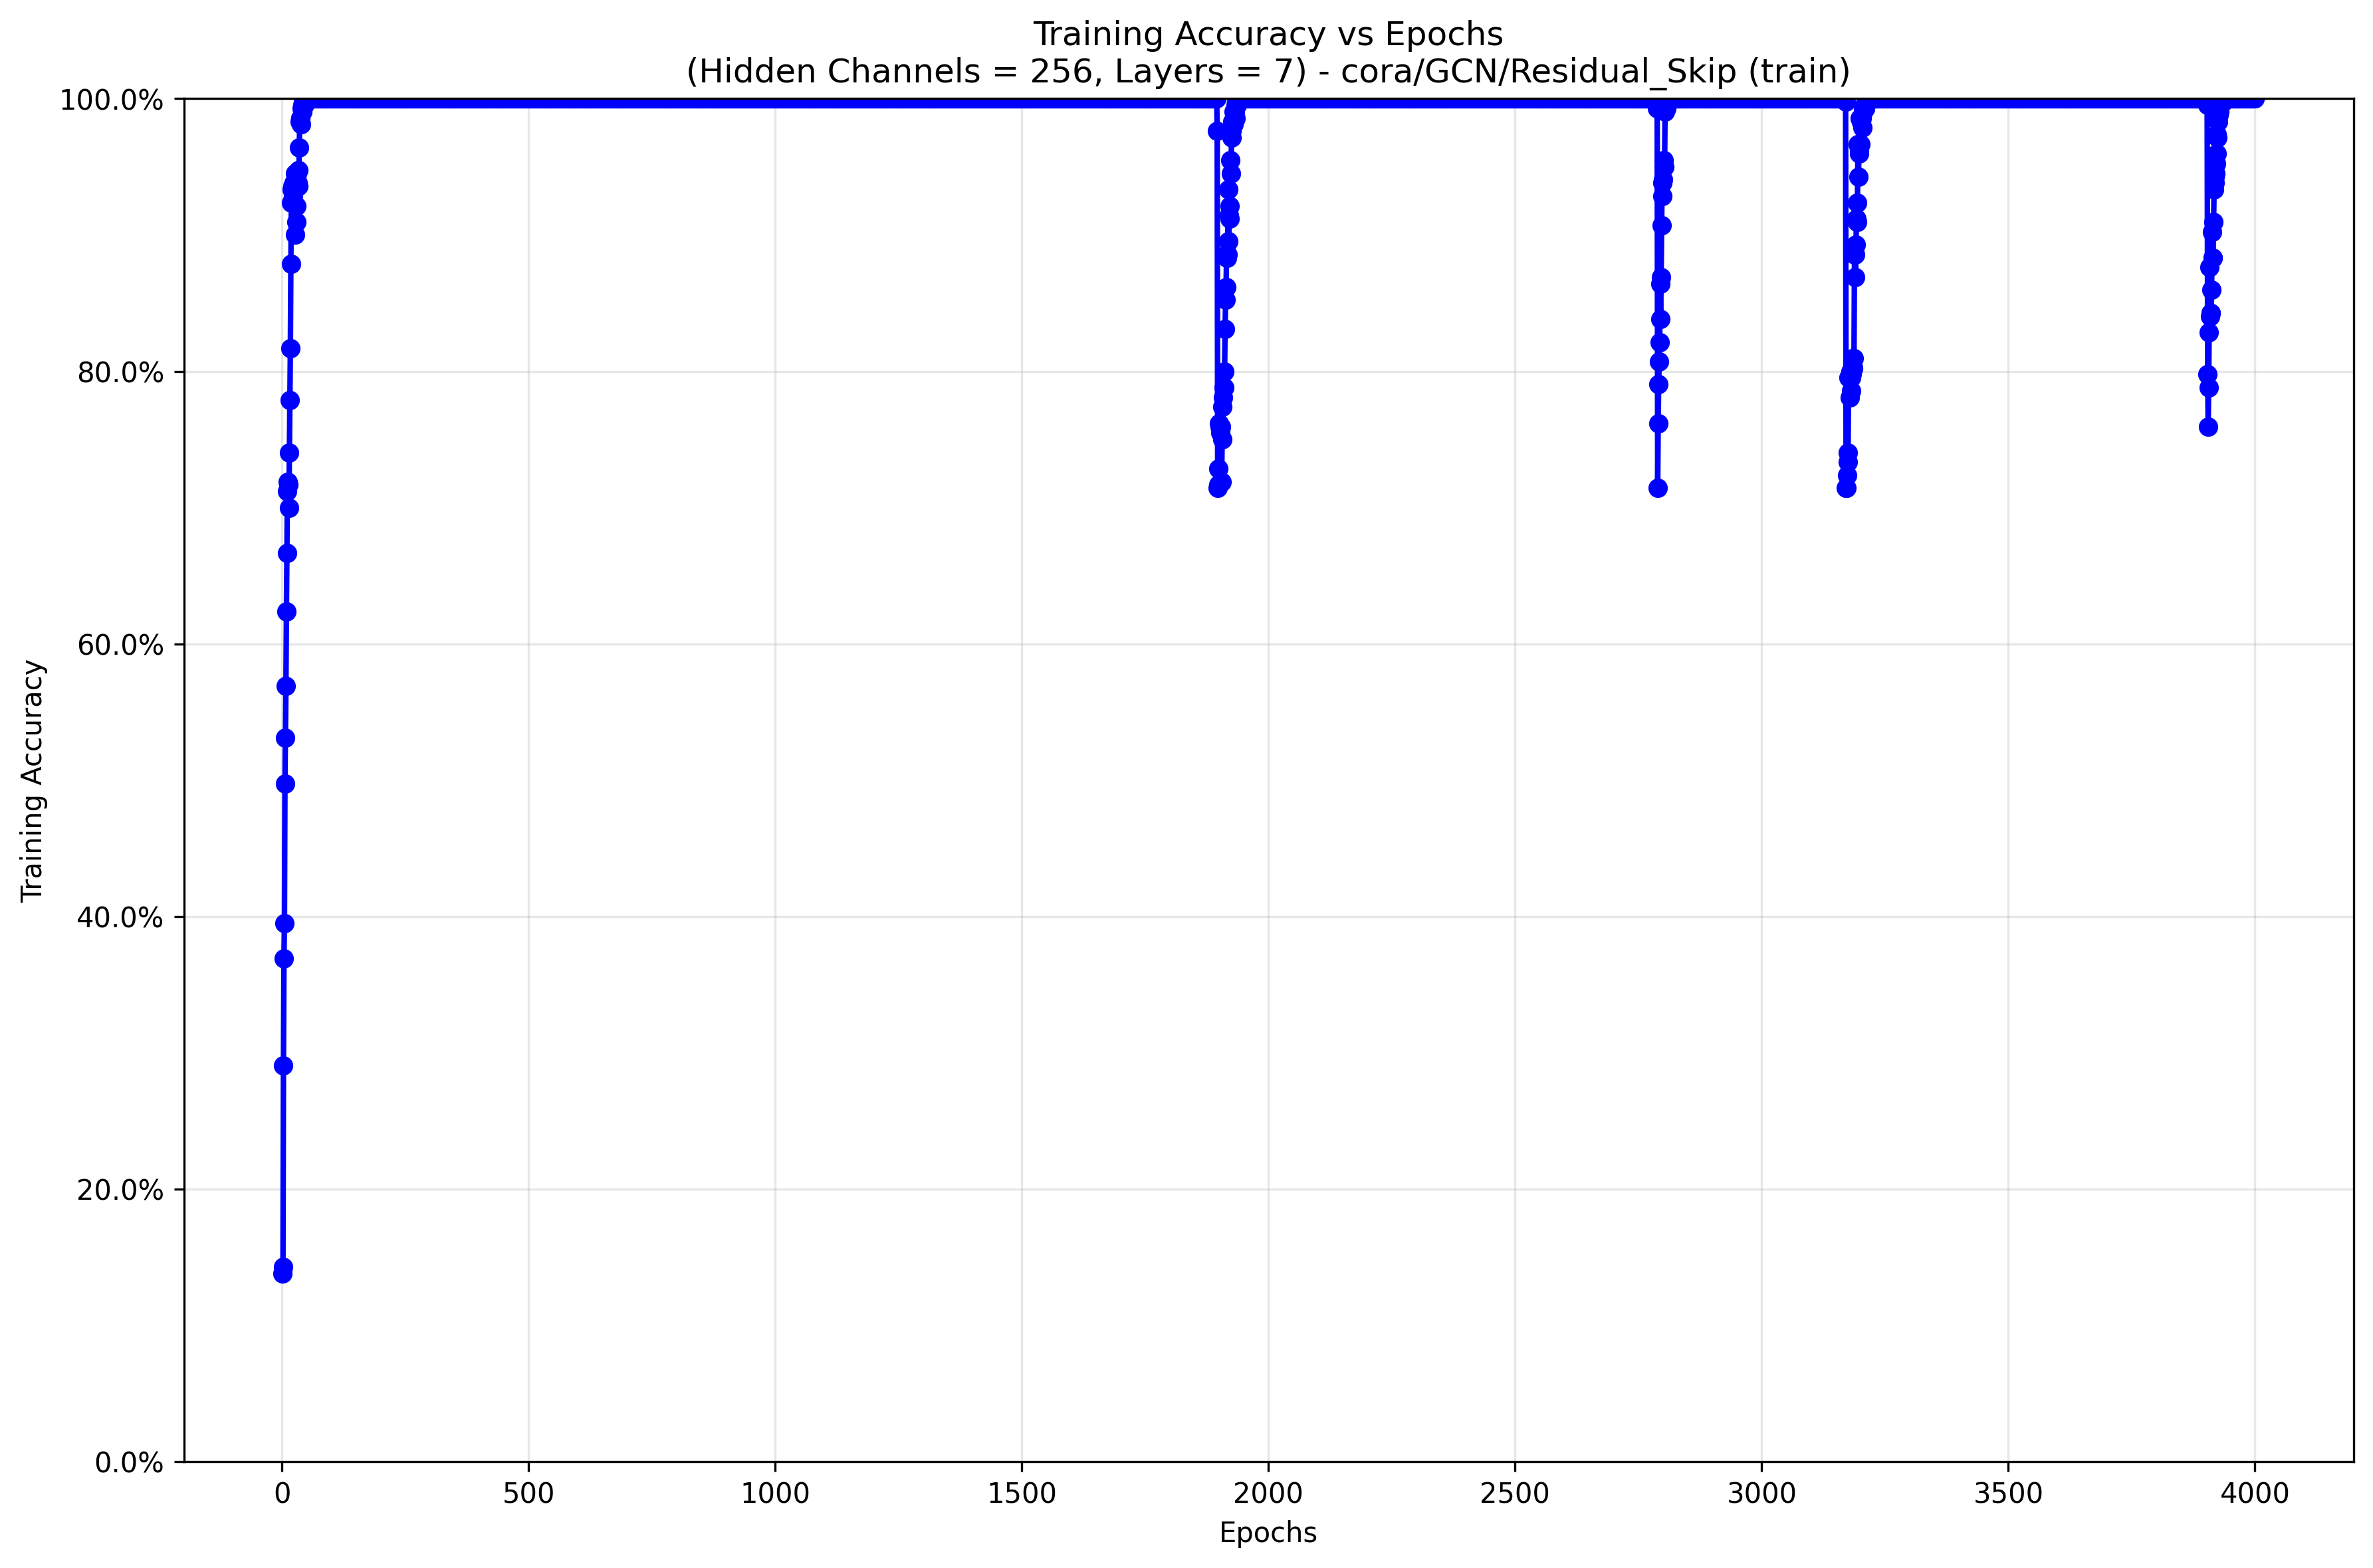 Training Accuracy vs Epochs
(Hidden Channels = 256, Layers = 7) - cora/GCN/Residual_Skip (train)
Training Accuracy
100.0%
80.0%
60.0%
40.0%
20.0%
0.0%
0 500 1000 1500 2000 2500 3000 3500 4000
Epochs